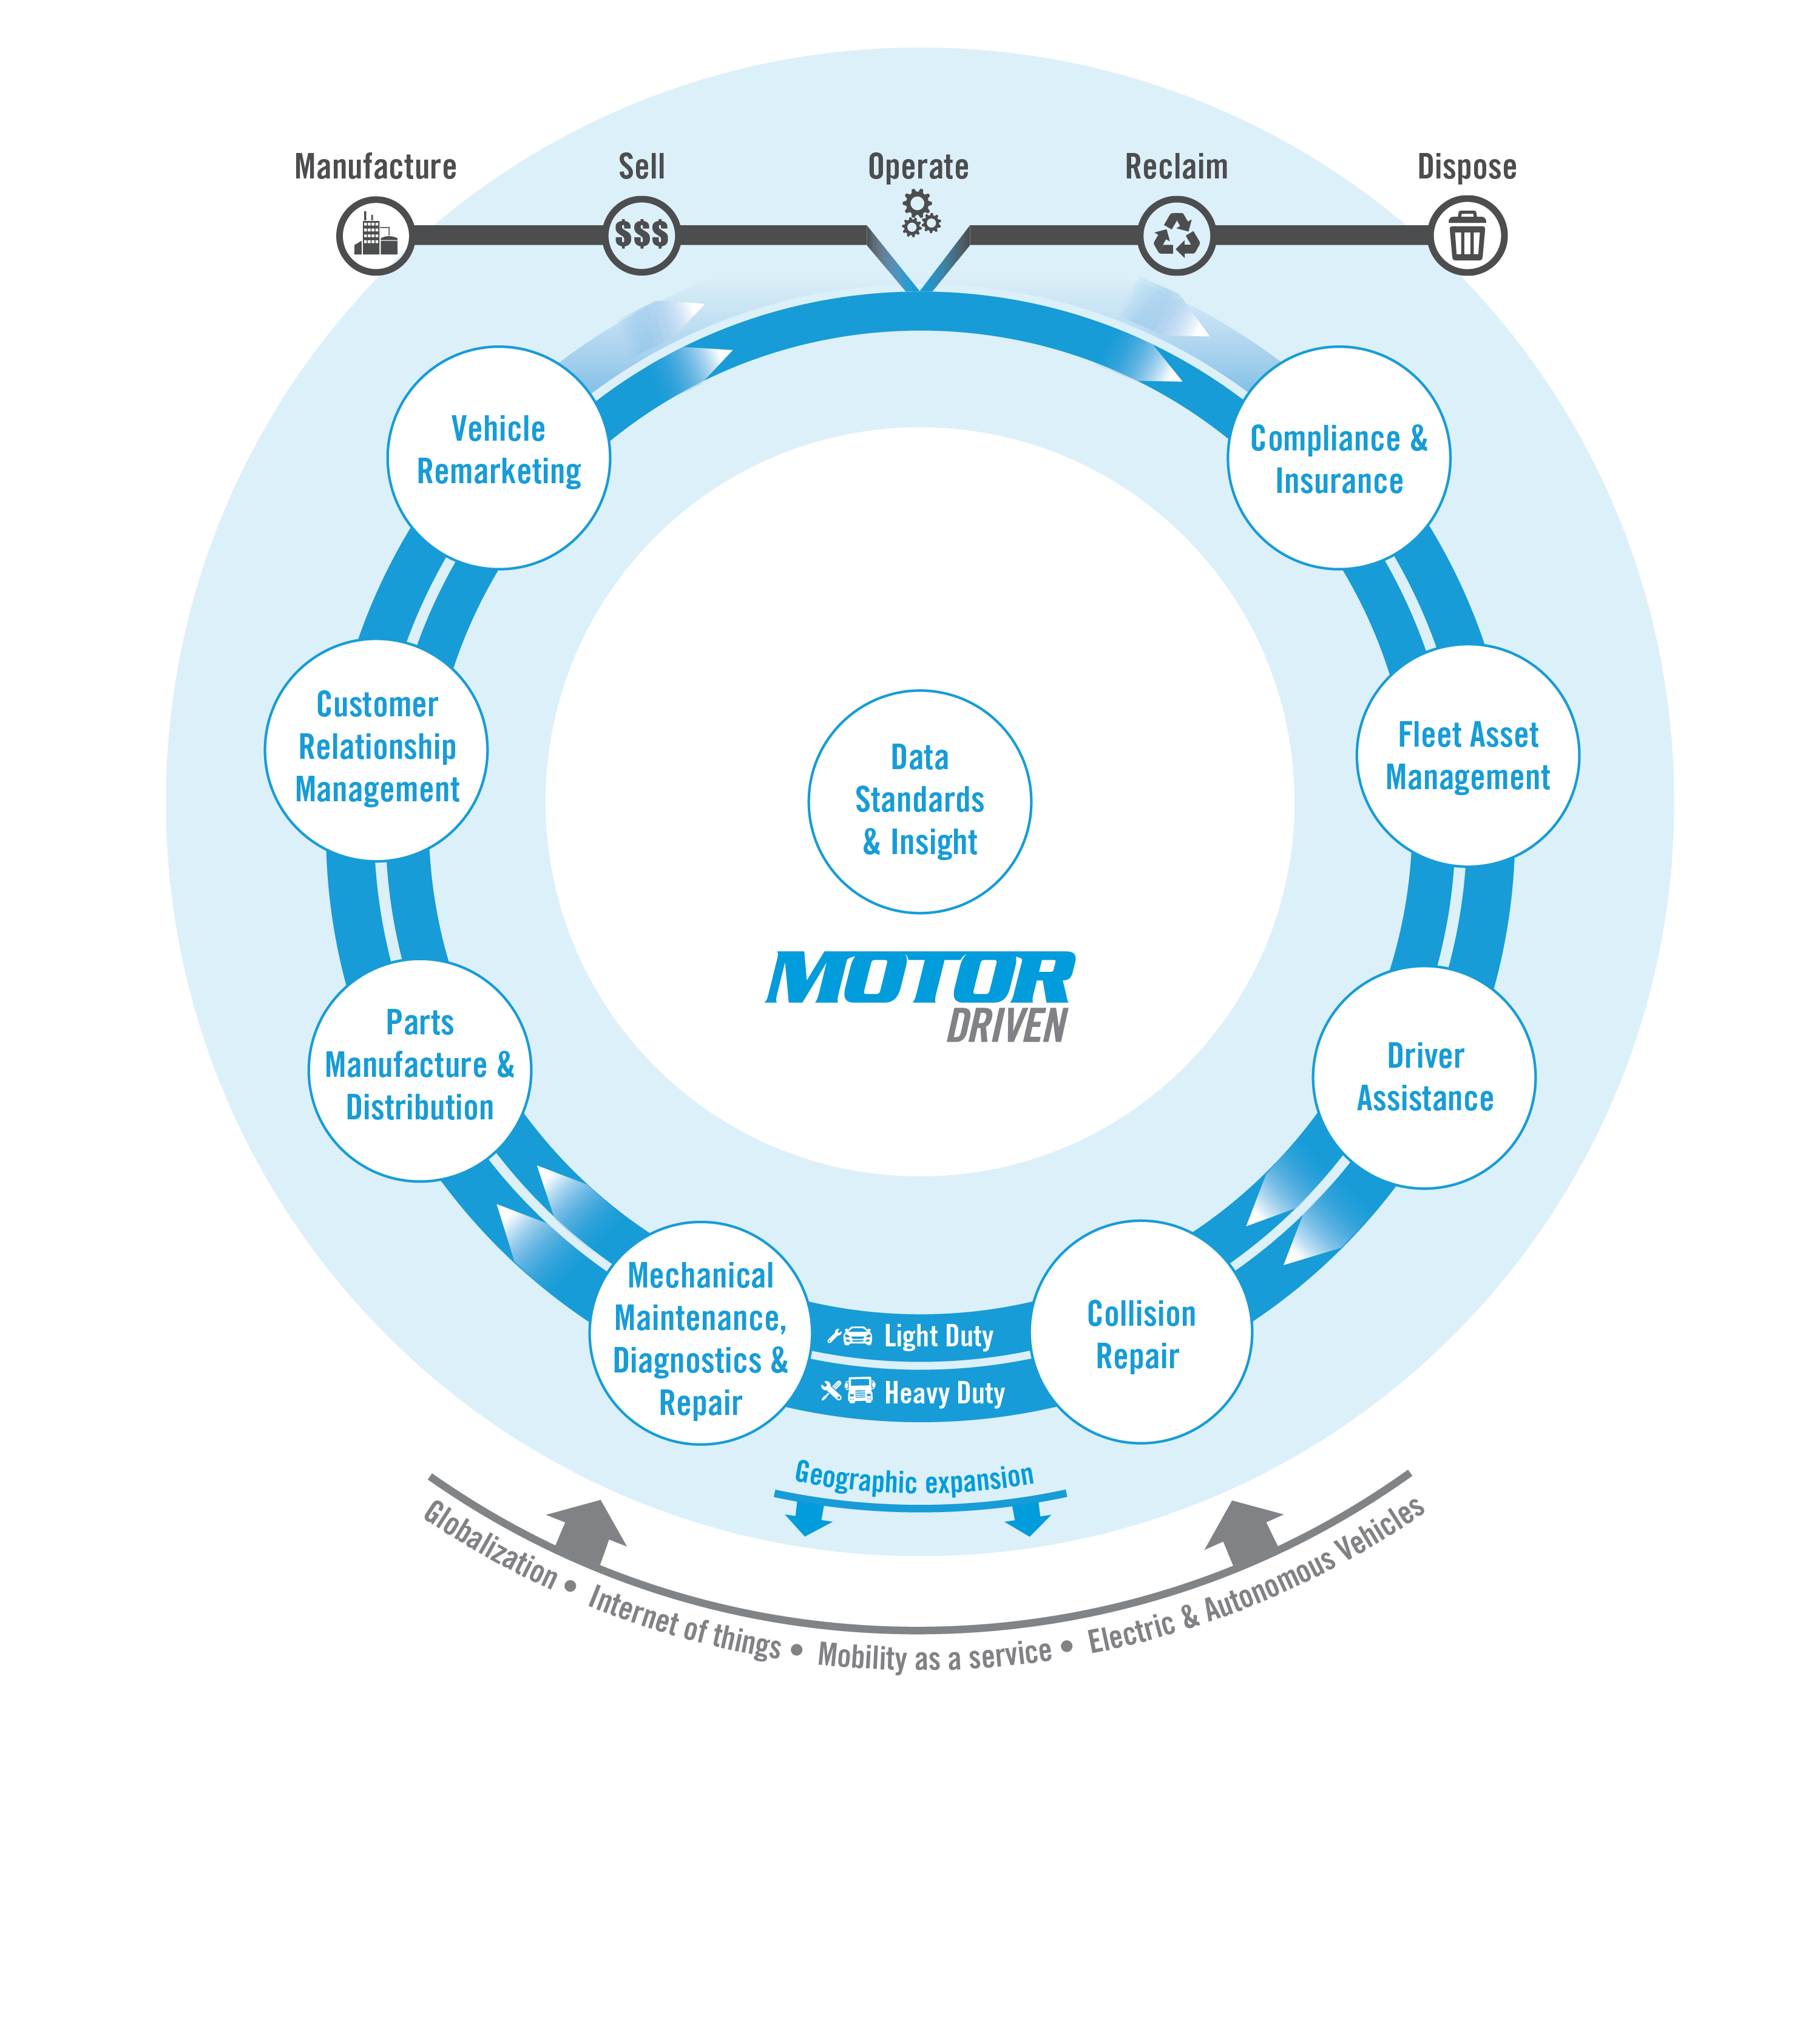 Manufacture
Sell
Operate
Reclaim
Dispose
$$$
Vehicle
Remarketing
Compliance &
Insurance
Customer
Relationship
Management
Fleet Asset
Management
Data
Standards
& Insight
MOTOR
DRIVEN
Parts
Manufacture &
Distribution
Driver
Assistance
Mechanical
Maintenance,
Diagnostics &
Repair
Light Duty
Heavy Duty
Collision
Repair
Geographic expansion
Globalization • Internet of things • Mobility as a service • Electric & Autonomous Vehicles